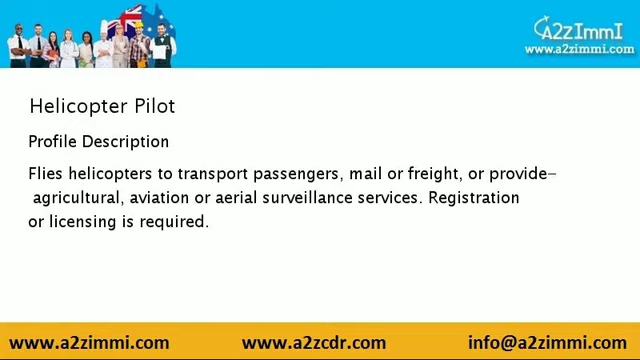 A2zImmI
www.a2zimmi.com
Helicopter Pilot
Profile Description
Flies helicopters to transport passengers, mail or freight, or provide–
agricultural, aviation or aerial surveillance services. Registration
or licensing is required.
www.a2zimmi.com www.a2zcdr.com info@a2zimmi.com